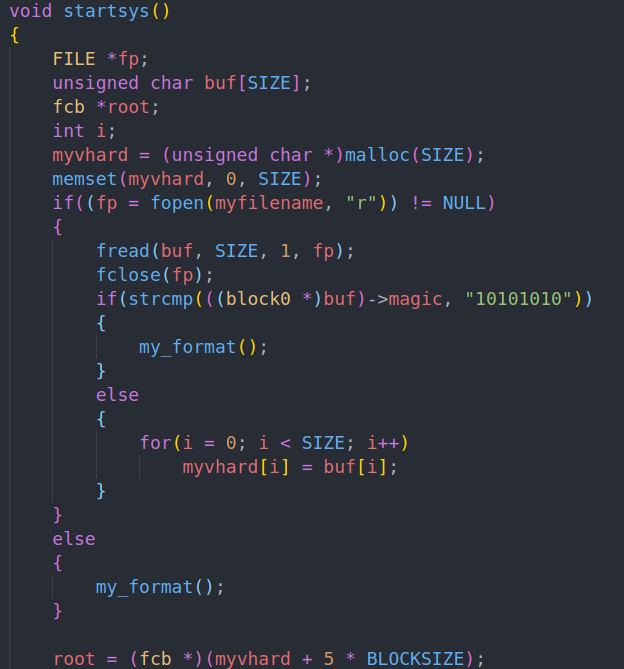 void startsys()
{
    FILE *fp;
    unsigned char buf[SIZE];
    fcb *root;
    int i;
    myvhard = (unsigned char *)malloc(SIZE);
    memset(myvhard, 0, SIZE);
    if((fp = fopen(myfilename, "r")) != NULL)
    {
        fread(buf, SIZE, 1, fp);
        fclose(fp);
        if(strcmp(((block0 *)buf)->magic, "10101010"))
        {
            my_format();
        }
        else
        {
            for(i = 0; i < SIZE; i++)
                myvhard[i] = buf[i];
        }
    }
    else
    {
        my_format();
    }

    root = (fcb *)(myvhard + 5 * BLOCKSIZE);